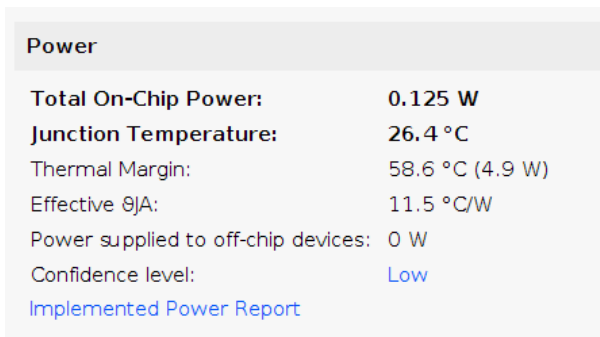 Power
Total On-Chip Power: 0.125 W
Junction Temperature: 26.4 °C
Thermal Margin: 58.6 °C (4.9 W)
Effective ϑJA: 11.5 °C/W
Power supplied to off-chip devices: 0 W
Confidence level: Low
Implemented Power Report